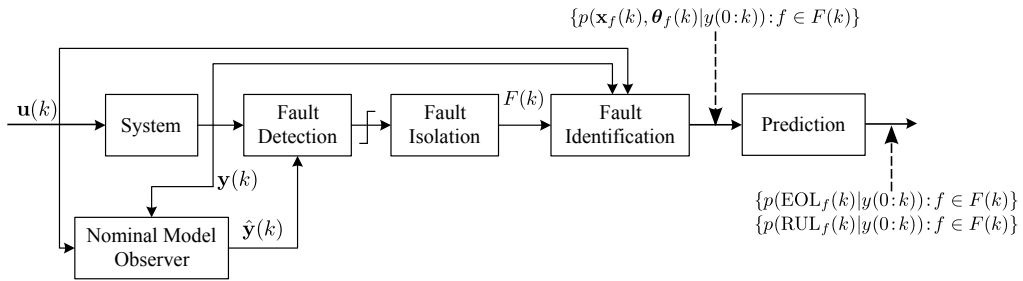 {p(𝐱_f(k), 𝜽_f(k)|y(0:k)): f ∈ F(k)}
𝐮(k)
System
Fault
Detection
Fault
Isolation
F(k)
Fault
Identification
Prediction
𝐲(k)
Nominal Model
Observer
𝐲̂(k)
{p(EOL_f(k)|y(0:k)): f ∈ F(k)}
{p(RUL_f(k)|y(0:k)): f ∈ F(k)}